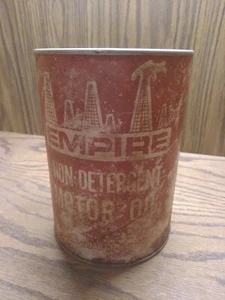 EMPIRE
NON-DETERGENT
MOTOR OIL